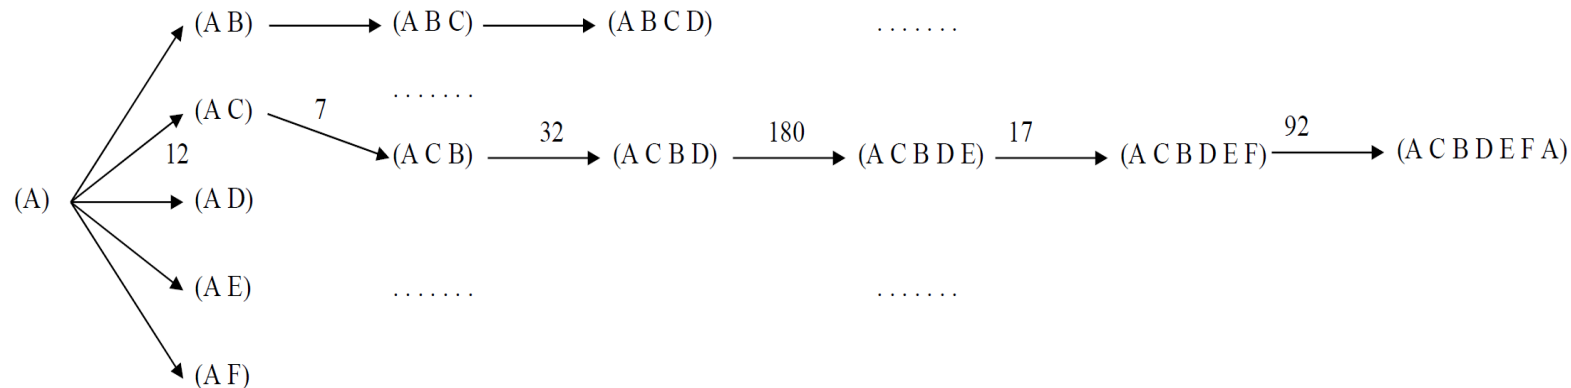 (A B) (A B C) (A B C D) . . . . . . .
. . . . . . .
(A C) 7
12
(A C B) 32 (A C B D) 180 (A C B D E) 17 (A C B D E F) 92 (A C B D E F A)
(A) (A D)
(A E) . . . . . . . . . . . . . .
(A F)